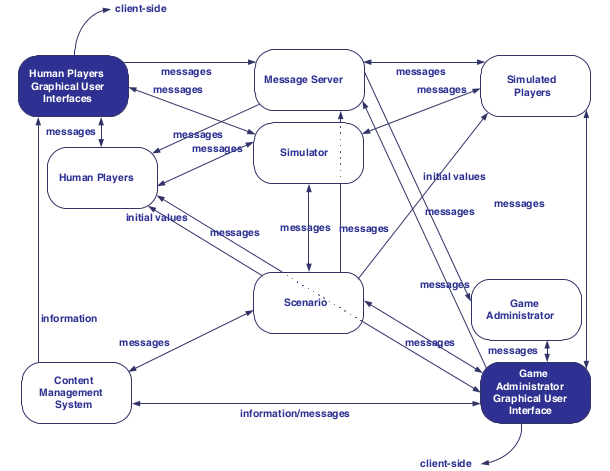 client-side
Human Players
Graphical User
Interfaces
messages
Message Server
messages
Simulated
Players
messages
messages
messages
messages
messages
Simulator
Human Players
initial values
initial values
messages
messages
messages
messages
messages
messages
Scenario
Game
Administrator
information
messages
messages
messages
Content
Management
System
Game
Administrator
Graphical User
Interface
information/messages
client-side